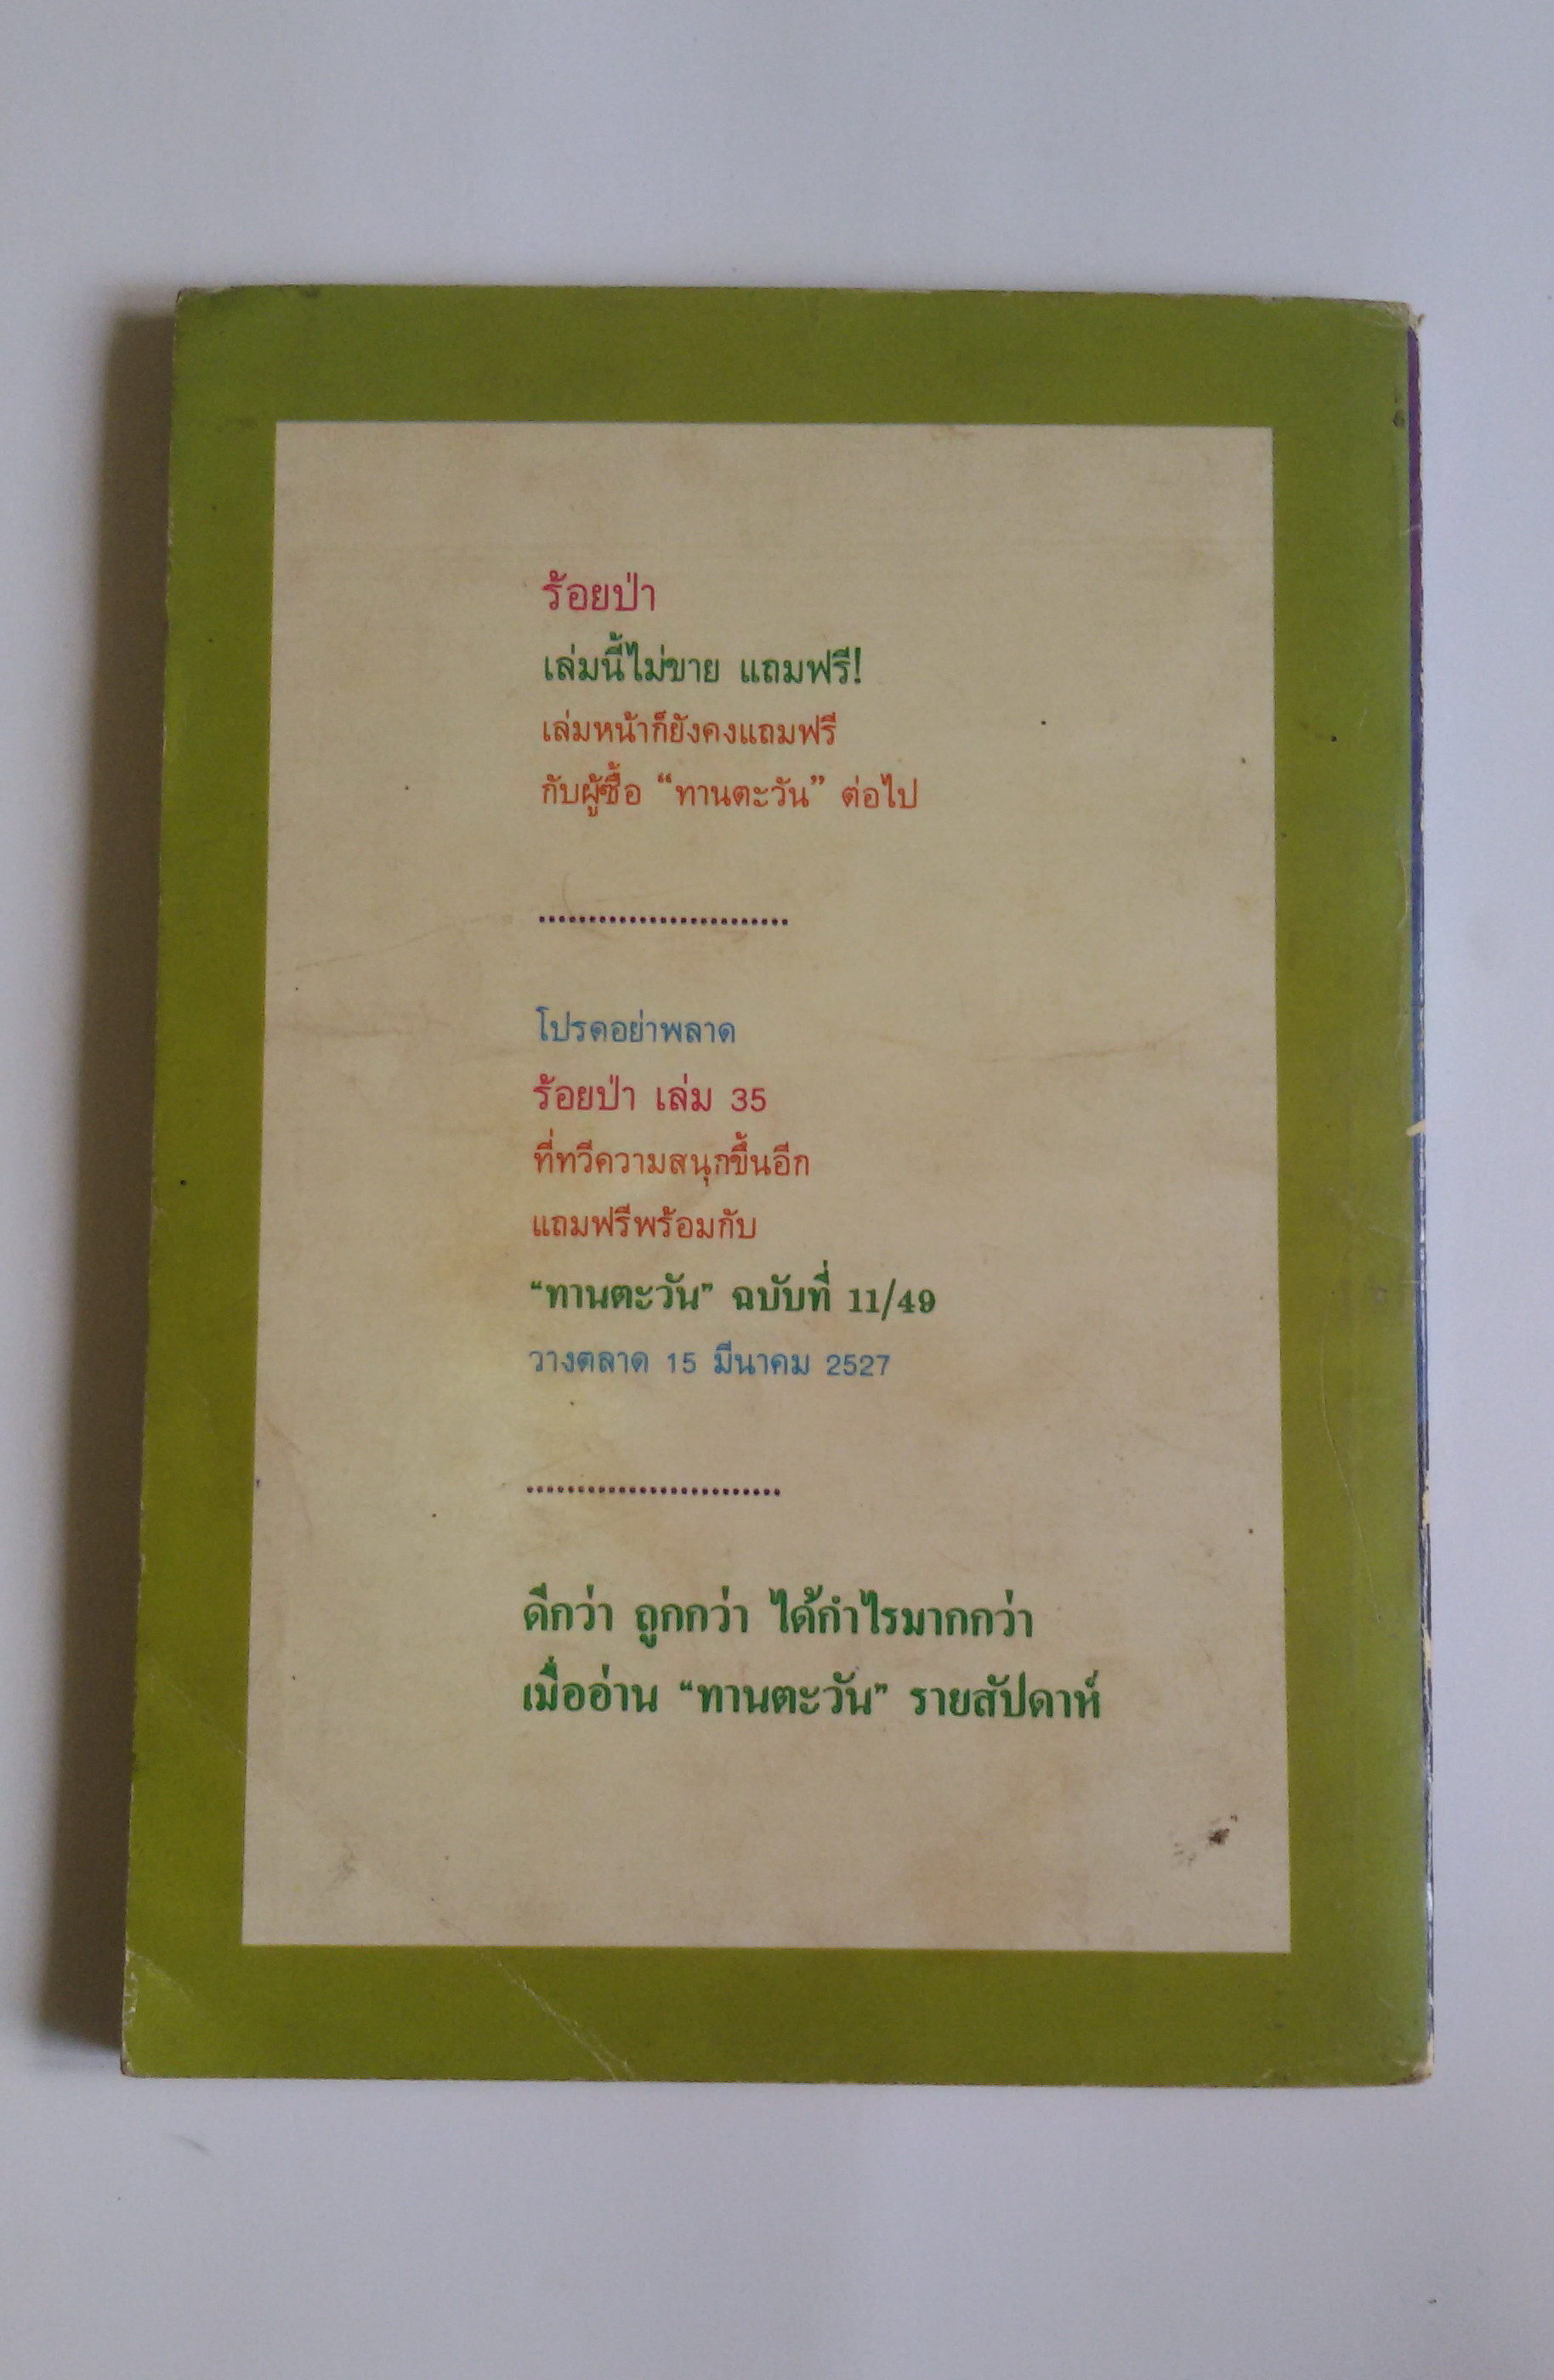 ร้อยป่า
เล่มนี้ไม่ขาย แถมฟรี!
เล่มหน้าก็ยังคงแถมฟรี
กับผู้ซื้อ “ทานตะวัน” ต่อไป
.........................
โปรดอย่าพลาด
ร้อยป่า เล่ม 35
ที่ทวีความสนุกขึ้นอีก
แถมฟรีพร้อมกับ
“ทานตะวัน” ฉบับที่ 11/49
วางตลาด 15 มีนาคม 2527
.........................
ดีกว่า ถูกกว่า ได้กำไรมากกว่า
เมื่ออ่าน “ทานตะวัน” รายสัปดาห์